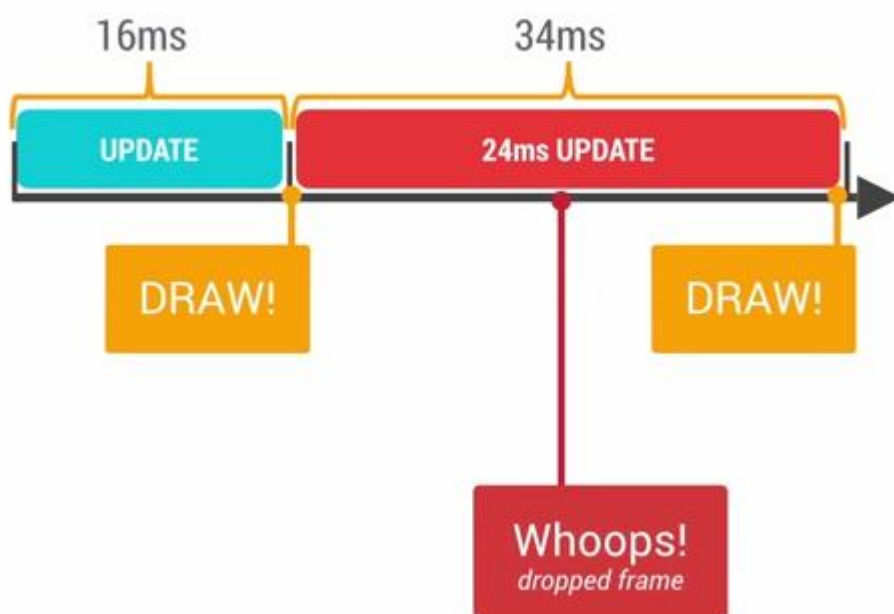 16ms
34ms
UPDATE
24ms UPDATE
DRAW!
DRAW!
Whoops!
dropped frame